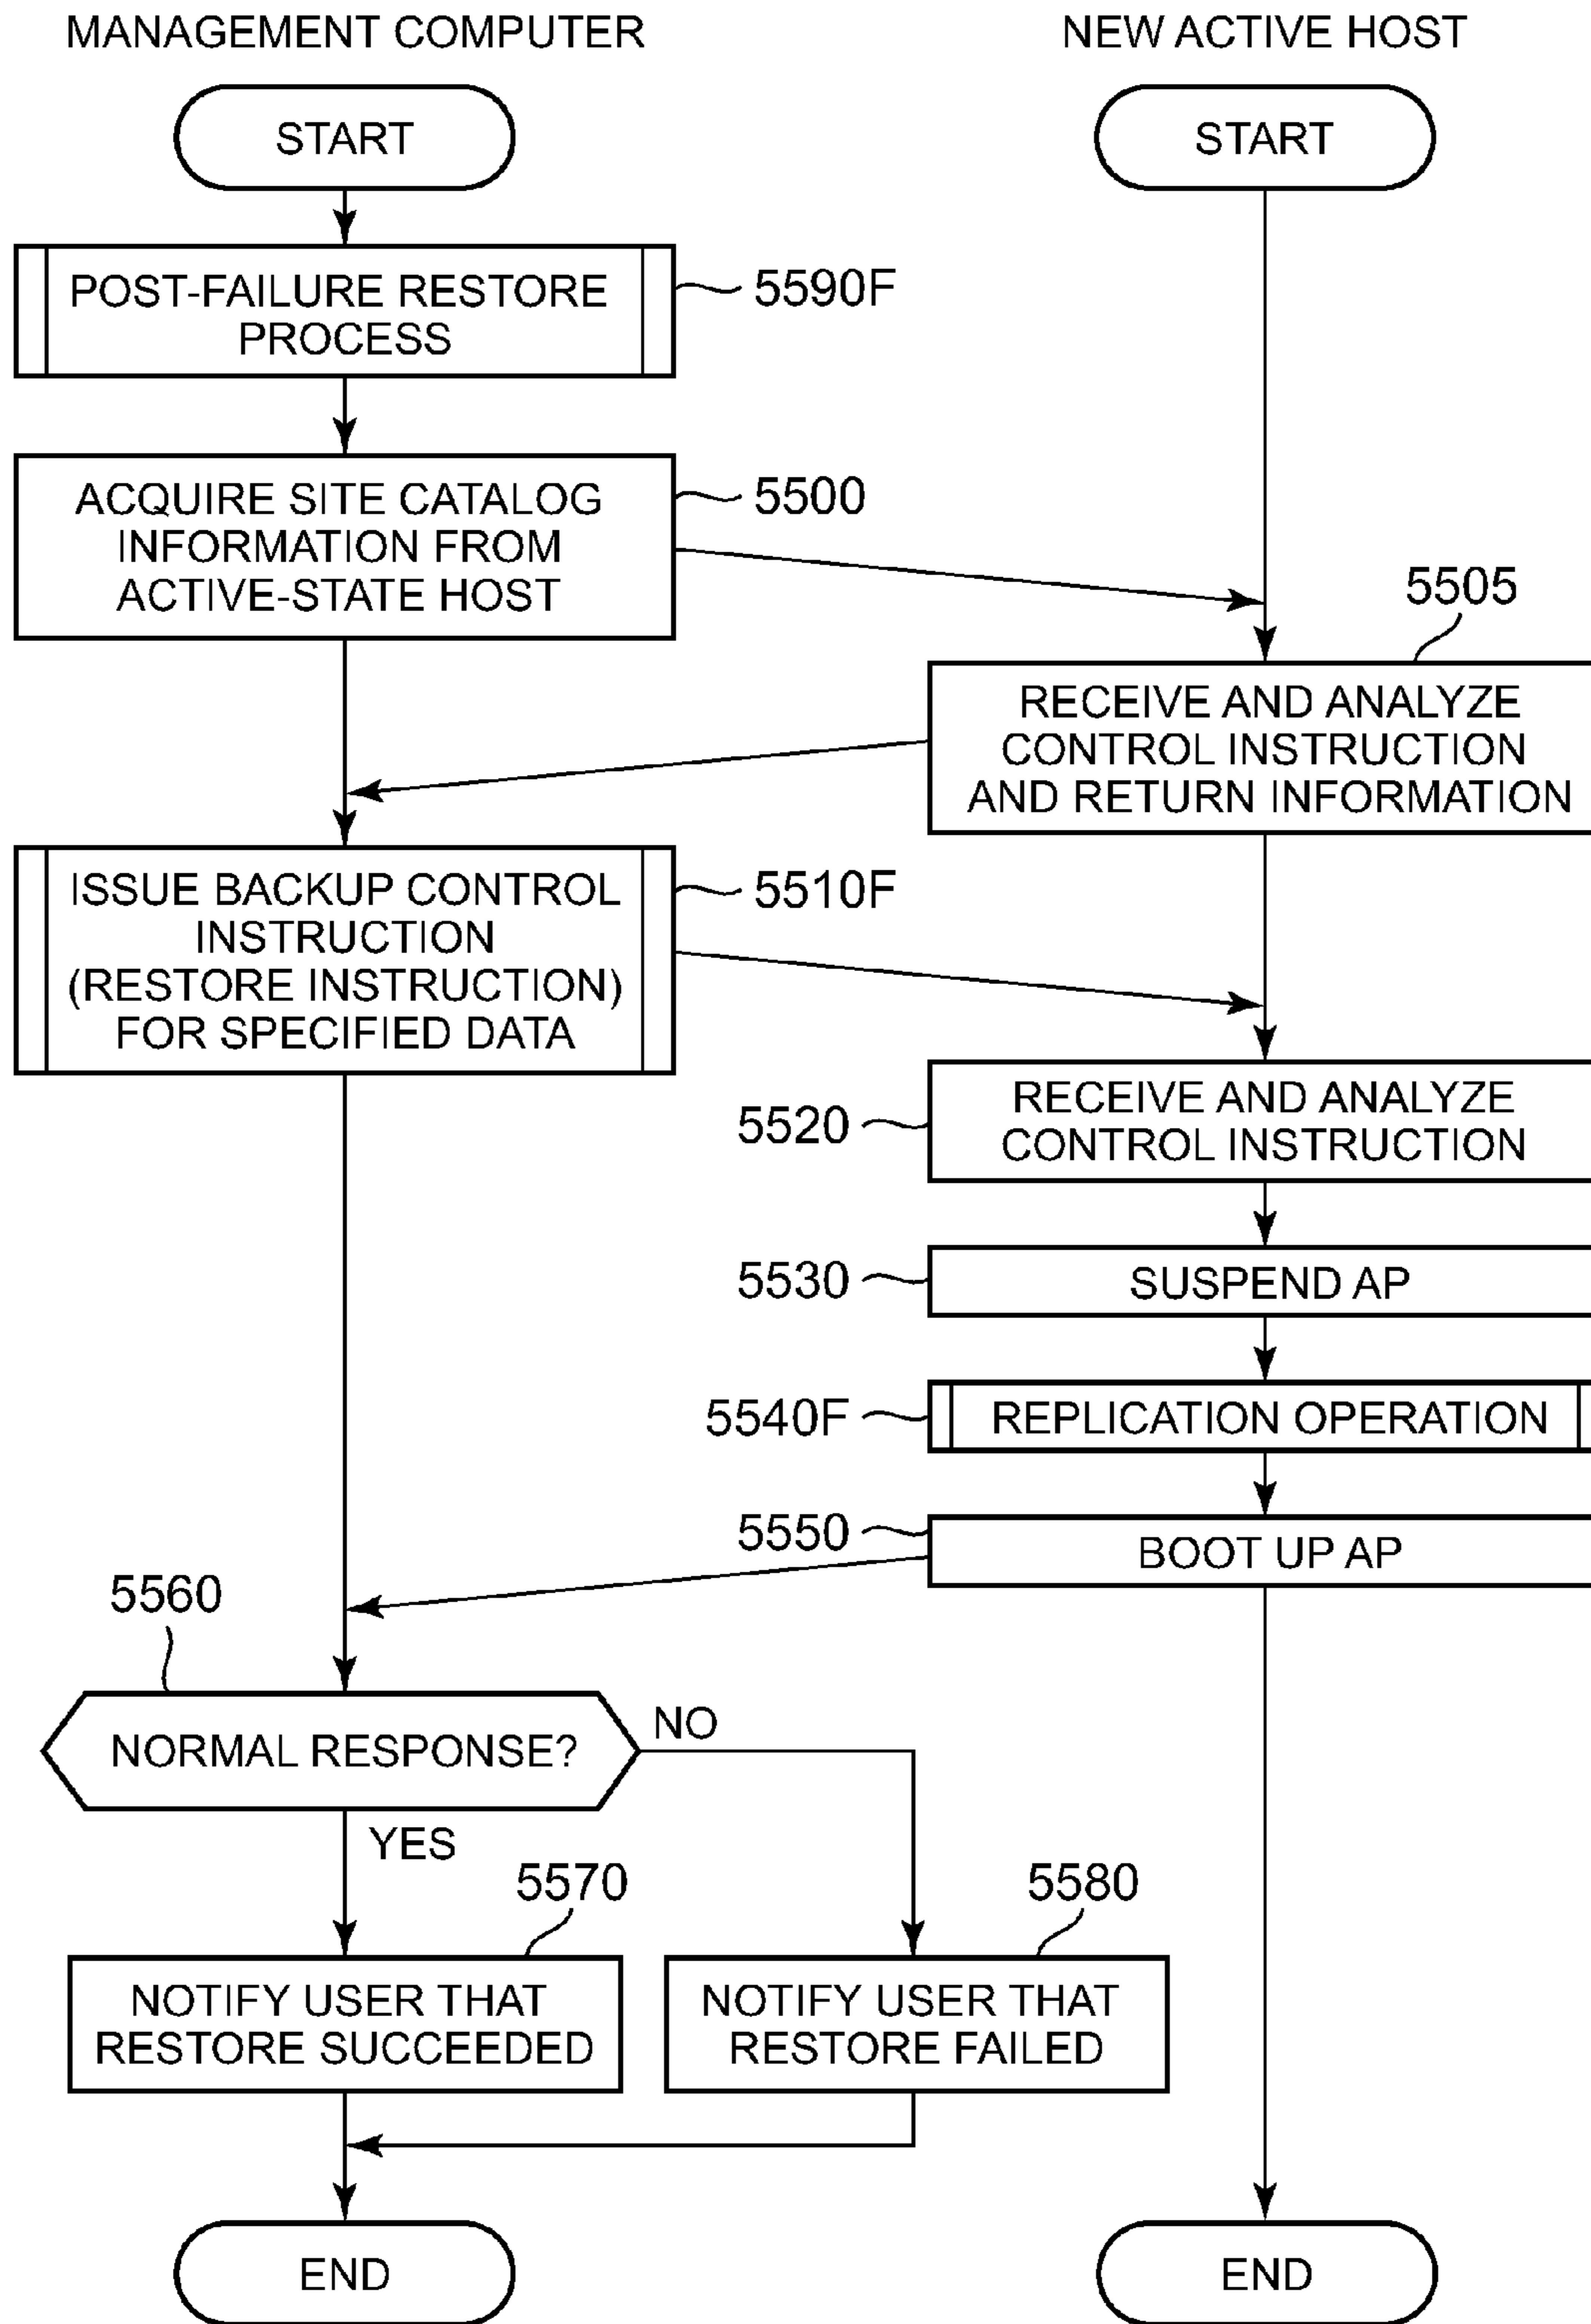 MANAGEMENT COMPUTER
NEW ACTIVE HOST
START
START
POST-FAILURE RESTORE
PROCESS
5590F
ACQUIRE SITE CATALOG
INFORMATION FROM
ACTIVE-STATE HOST
5500
5505
RECEIVE AND ANALYZE
CONTROL INSTRUCTION
AND RETURN INFORMATION
ISSUE BACKUP CONTROL
INSTRUCTION
(RESTORE INSTRUCTION)
FOR SPECIFIED DATA
5510F
5520
RECEIVE AND ANALYZE
CONTROL INSTRUCTION
5530
SUSPEND AP
5540F
REPLICATION OPERATION
5550
BOOT UP AP
5560
NORMAL RESPONSE?
NO
YES
5570
5580
NOTIFY USER THAT
RESTORE SUCCEEDED
NOTIFY USER THAT
RESTORE FAILED
END
END